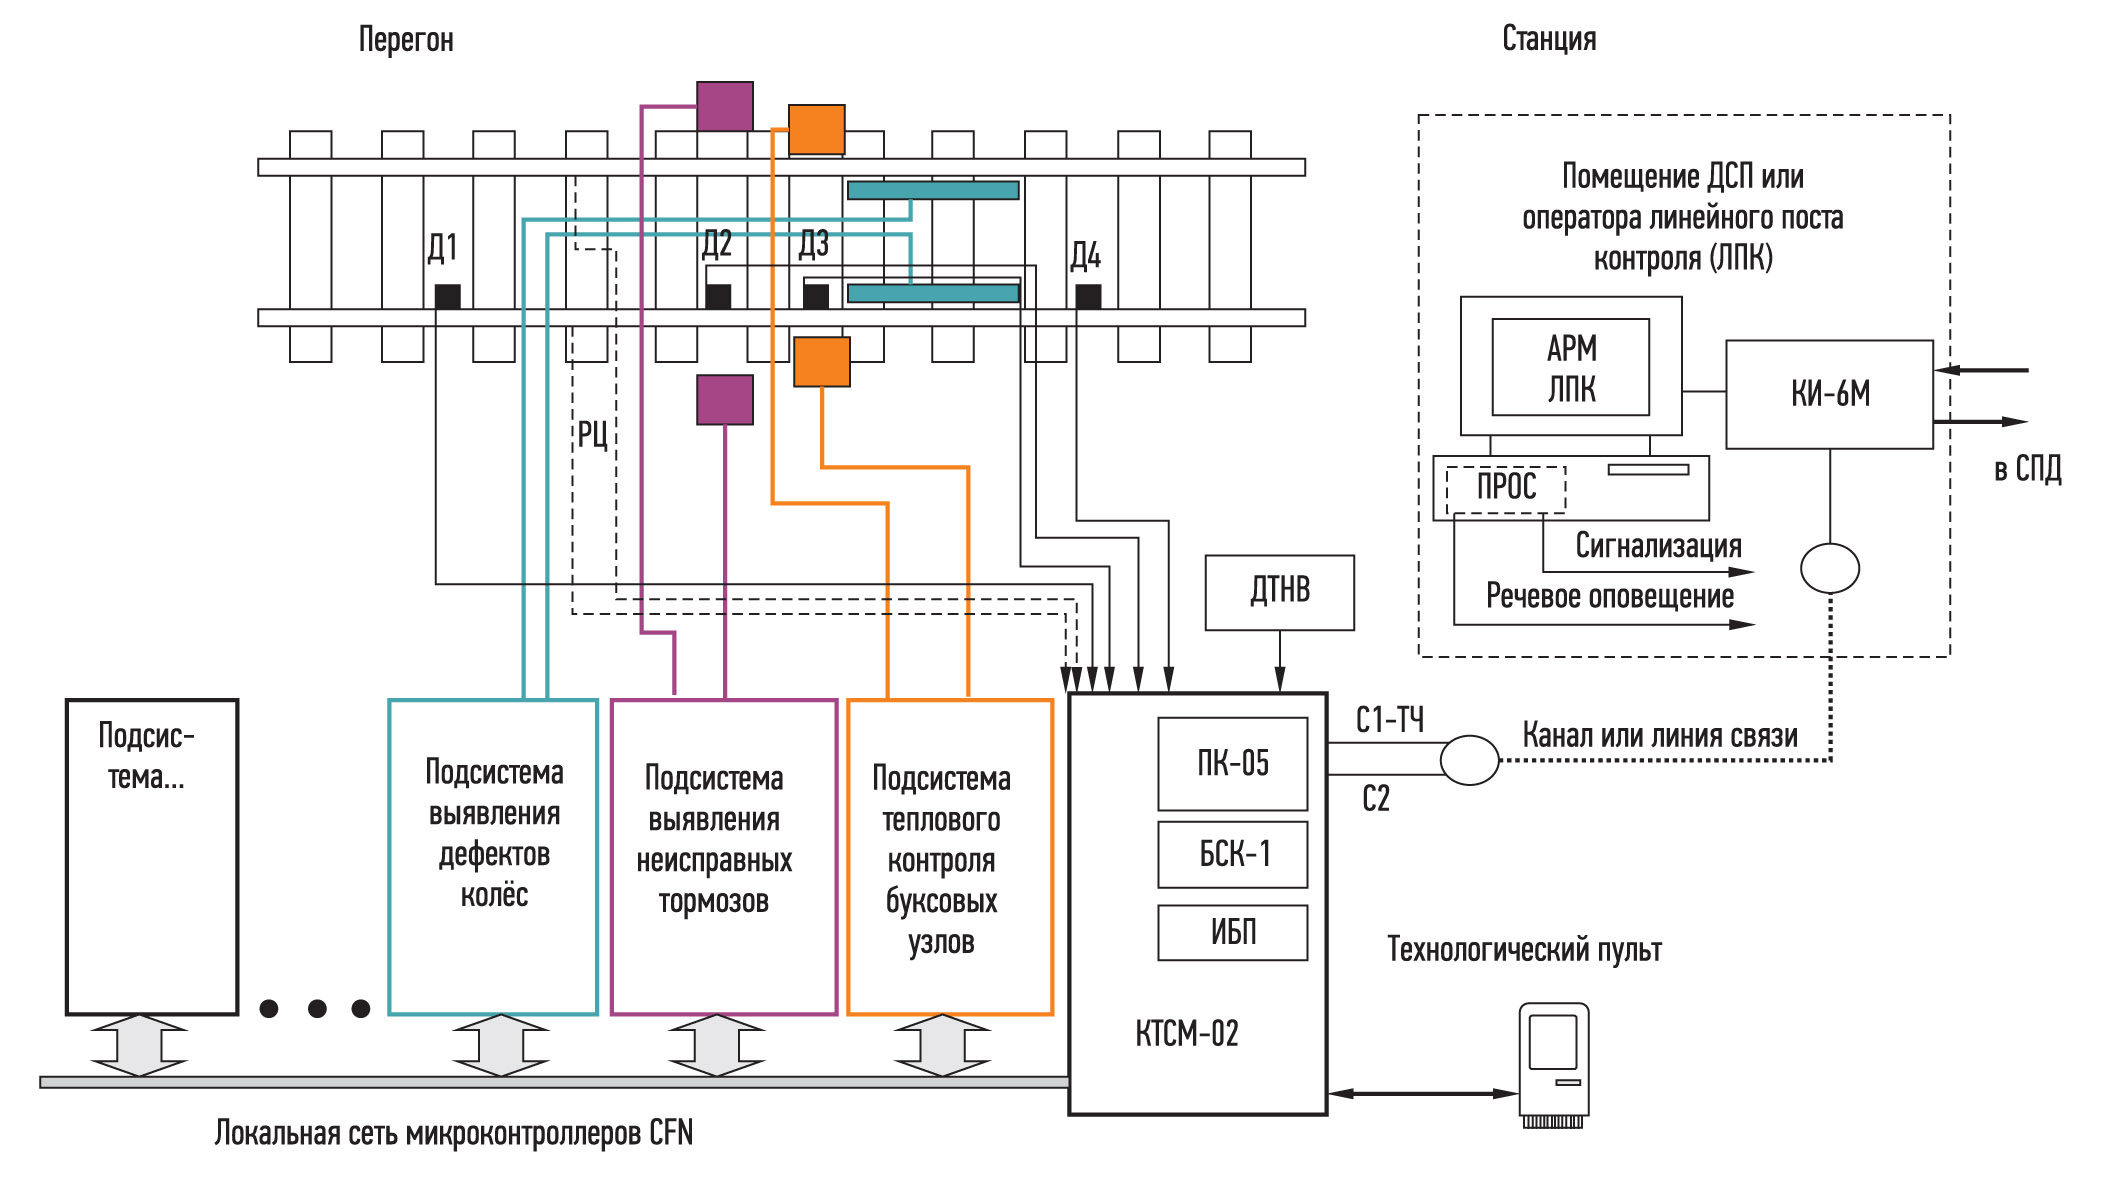 Перегон
Станция
Помещение ДСП или
оператора линейного поста
контроля (ЛПК)
Д1
Д2
Д3
Д4
АРМ
ЛПК
КИ-6М
РЦ
в СПД
ПРОС
Сигнализация
Речевое оповещение
ДТНВ
Подсис-
тема...
Подсистема
выявления
дефектов
колёс
Подсистема
выявления
неисправных
тормозов
Подсистема
теплового
контроля
буксовых
узлов
ПК-05
БСК-1
ИБП
КТСМ-02
С1-ТЧ
С2
Канал или линия связи
Технологический пульт
Локальная сеть микроконтроллеров CFN